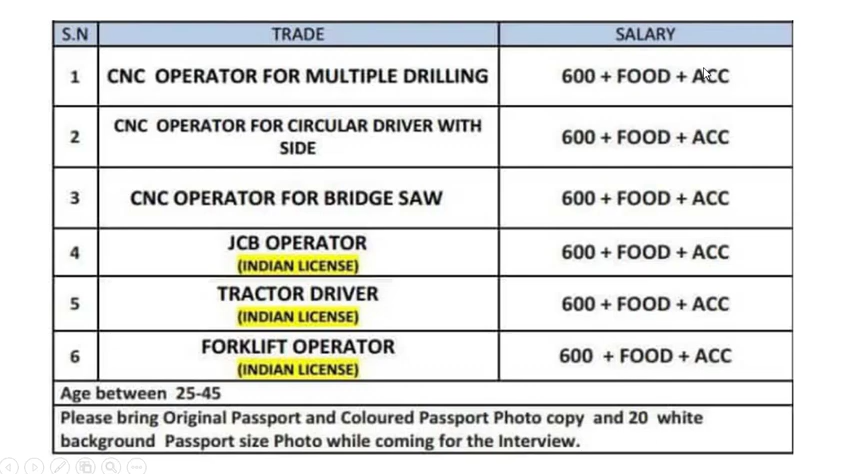 S.N TRADE SALARY
1 CNC OPERATOR FOR MULTIPLE DRILLING 600 + FOOD + ACC
2 CNC OPERATOR FOR CIRCULAR DRIVER WITH
SIDE 600 + FOOD + ACC
3 CNC OPERATOR FOR BRIDGE SAW 600 + FOOD + ACC
4 JCB OPERATOR
(INDIAN LICENSE) 600 + FOOD + ACC
5 TRACTOR DRIVER
(INDIAN LICENSE) 600 + FOOD + ACC
6 FORKLIFT OPERATOR
(INDIAN LICENSE) 600 + FOOD + ACC
Age between 25-45
Please bring Original Passport and Coloured Passport Photo copy and 20 white
background Passport size Photo while coming for the Interview.